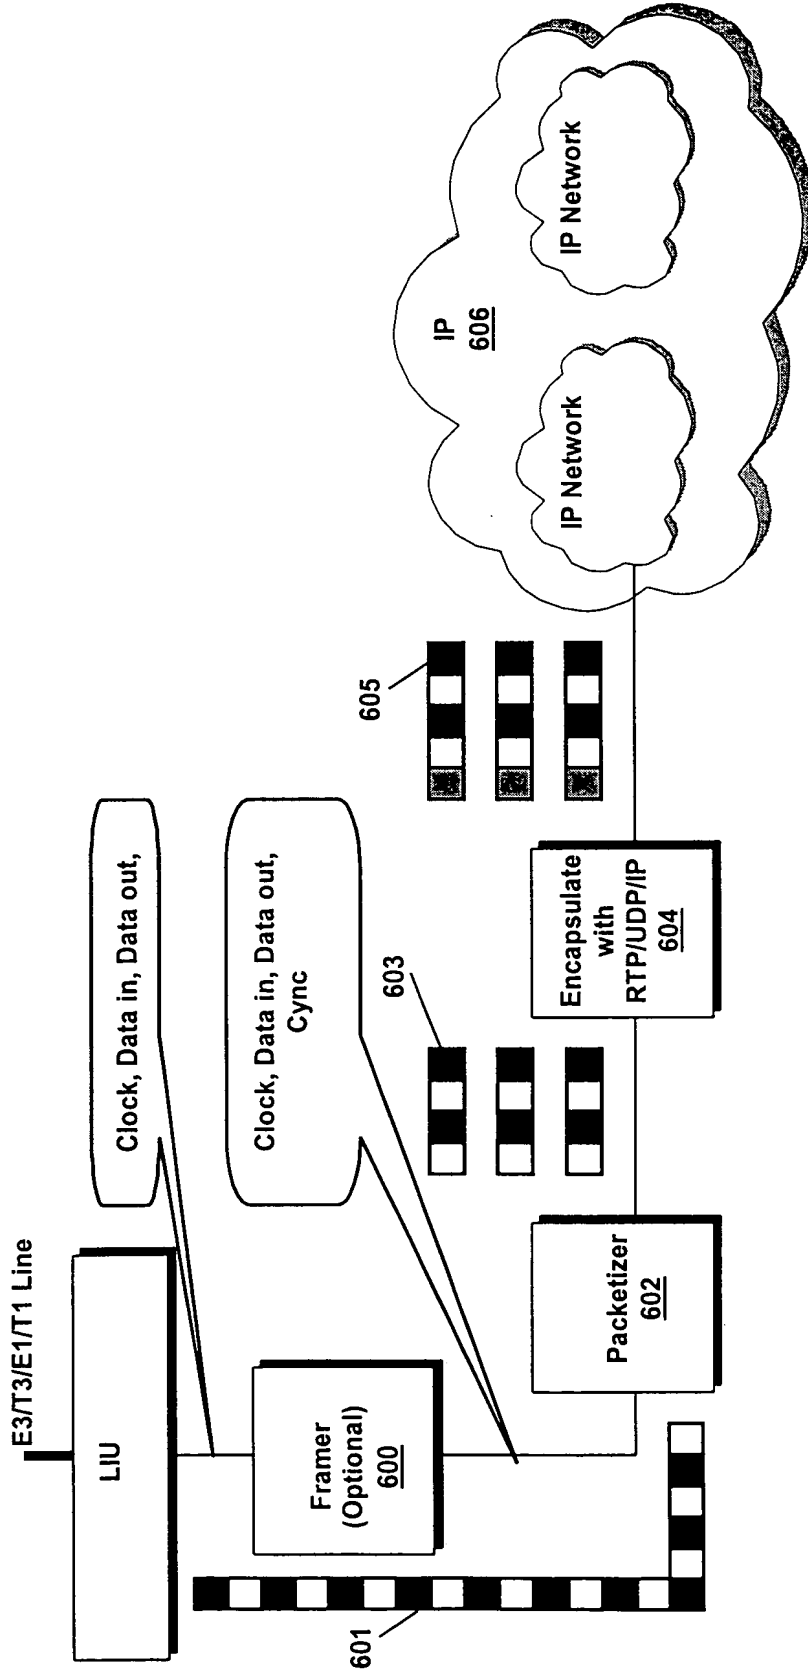 E3/T3/E1/T1 Line
LIU
Clock, Data in, Data out,
Framer
(Optional)
600
Clock, Data in, Data out,
Cync
601
Packetizer
602
603
Encapsulate
with
RTP/UDP/IP
604
605
IP
606
IP Network
IP Network